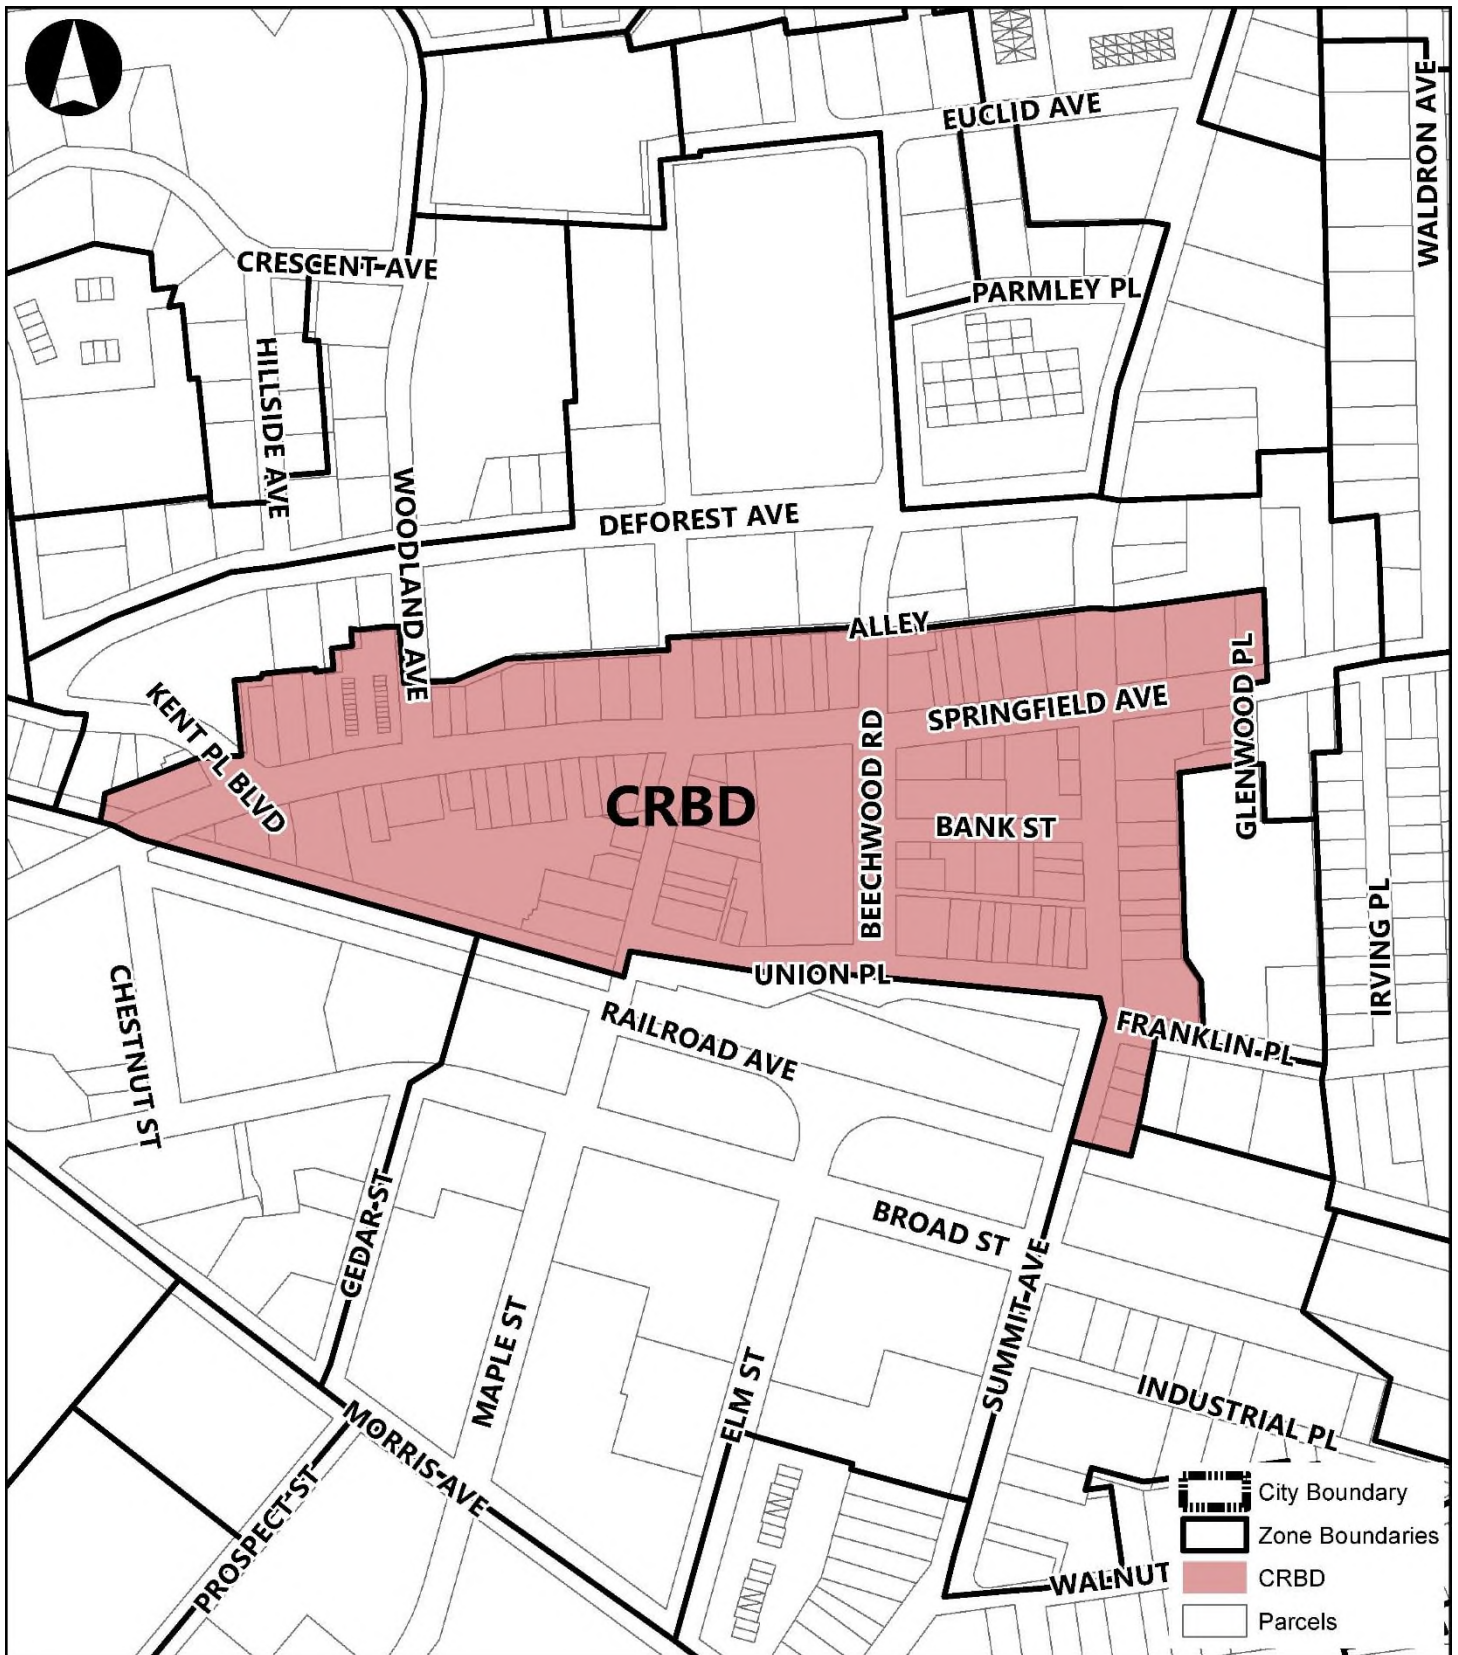 EUCLID AVE
WALDRON AVE
CRESCENT AVE
PARMLEY PL
HILLSIDE AVE
WOODLAND AVE
DEFOREST AVE
ALLEY
KENT PL BLVD
SPRINGFIELD AVE
GLENWOOD PL
BEECHWOOD RD
CRBD
BANK ST
IRVING PL
UNION PL
CHESTNUT ST
RAILROAD AVE
FRANKLIN PL
CEDAR ST
BROAD ST
SUMMIT AVE
MAPLE ST
ELM ST
INDUSTRIAL PL
MORRIS AVE
PROSPECT ST
WALNUT
City Boundary
Zone Boundaries
CRBD
Parcels